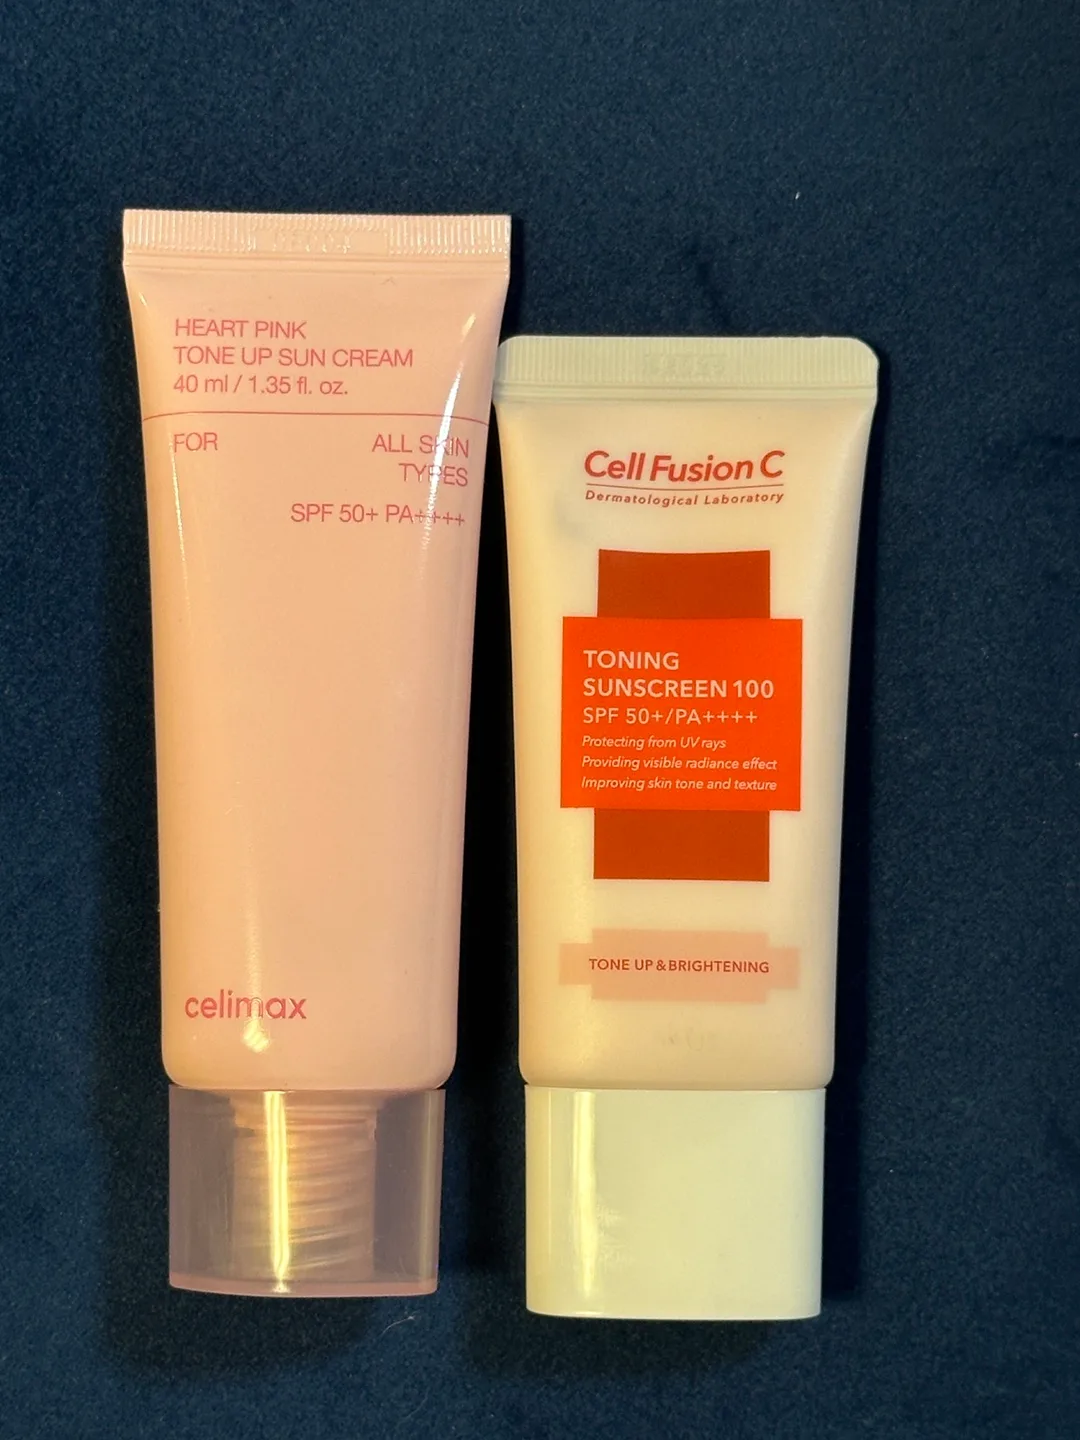 HEART PINK
TONE UP SUN CREAM
40 ml / 1.35 fl. oz.
FOR ALL SKIN
TYPES
SPF 50+ PA++++
celimax
Cell Fusion C
Dermatological Laboratory
TONING
SUNSCREEN 100
SPF 50+/PA++++
Protecting from UV rays
Providing visible radiance effect
Improving skin tone and texture
TONE UP & BRIGHTENING